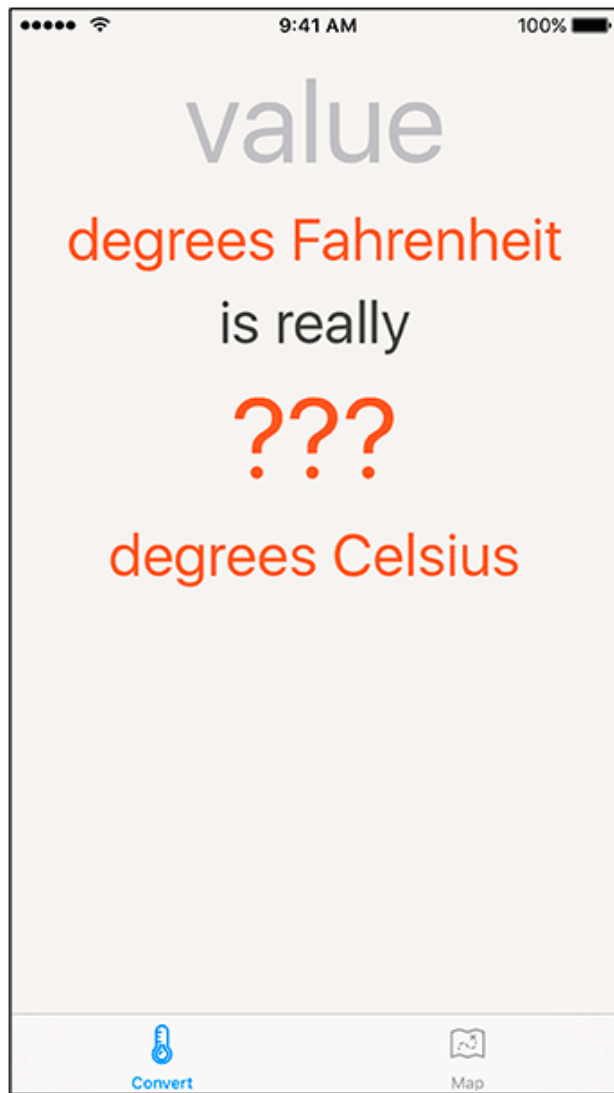 9:41 AM 100%
value
degrees Fahrenheit
is really
???
degrees Celsius
Convert Map